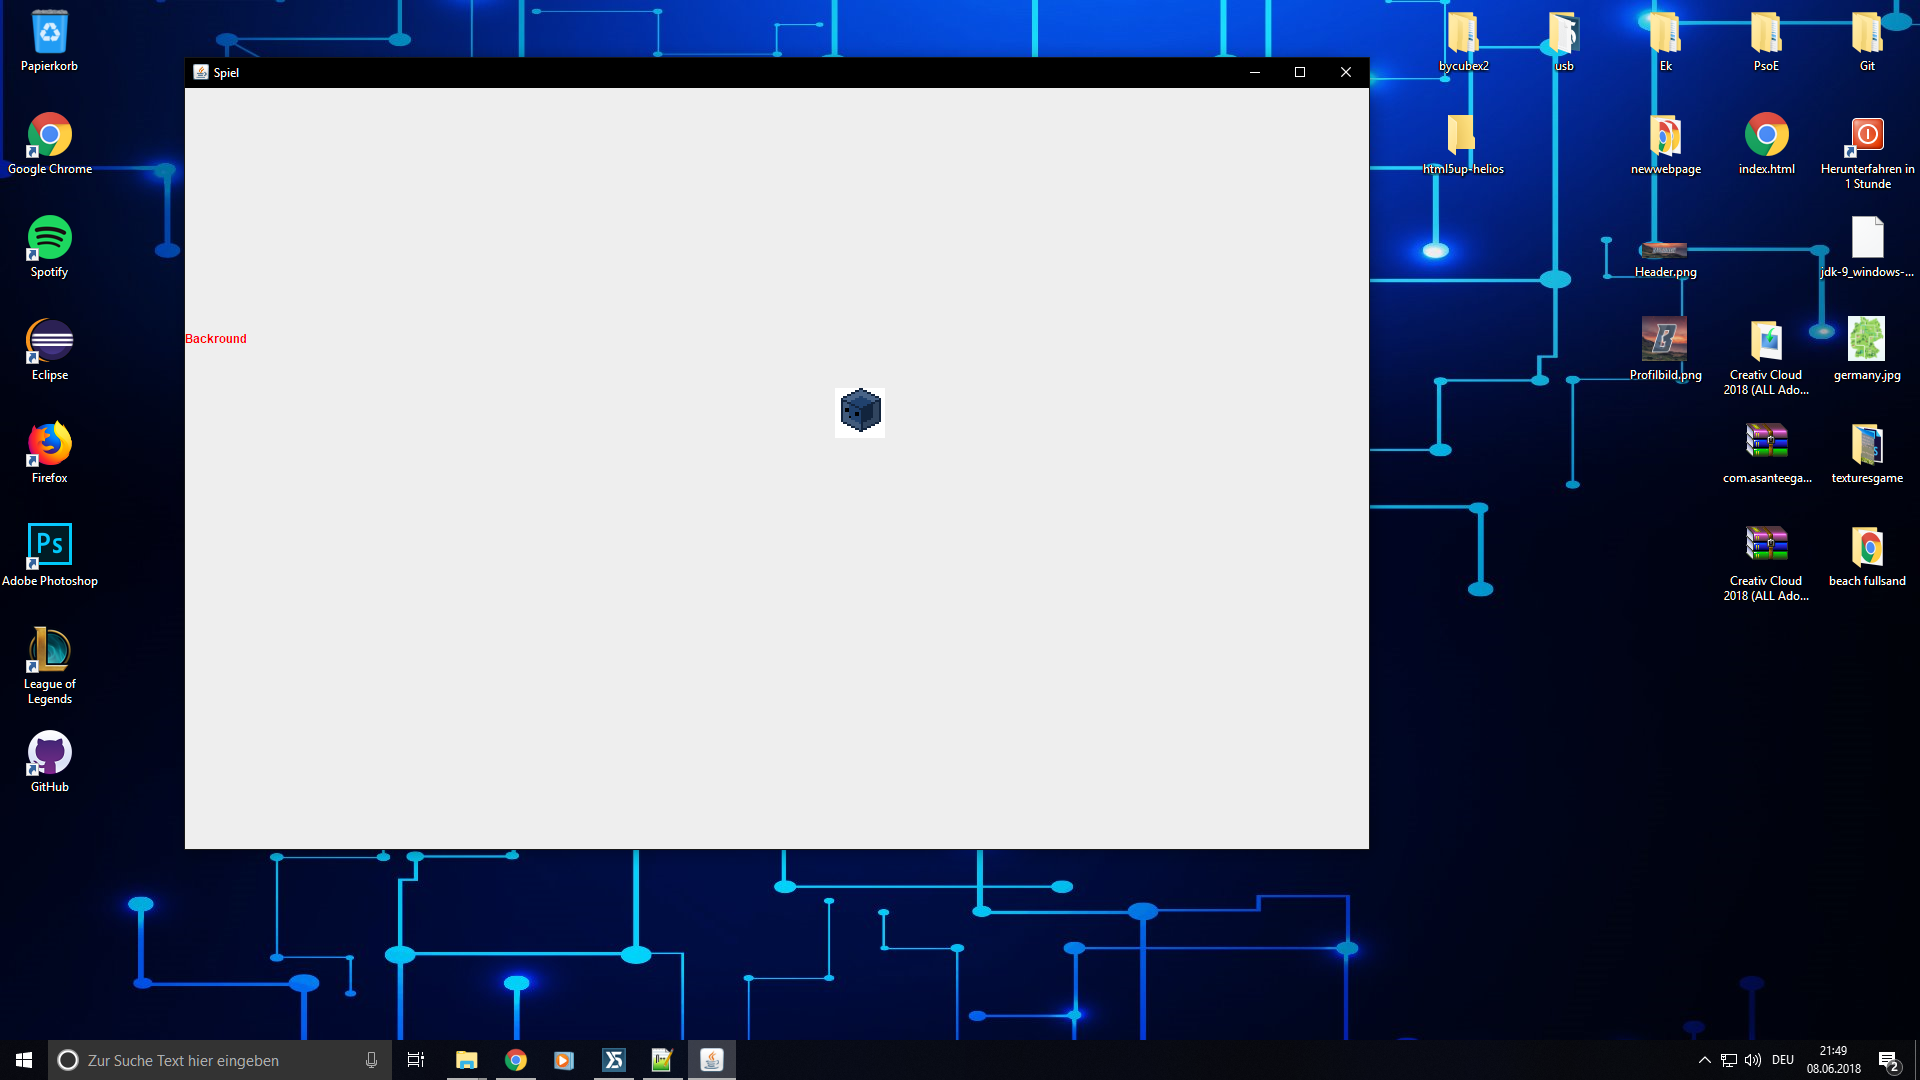 Papierkorb
Google Chrome
Spotify
Eclipse
Firefox
Ps
Adobe Photoshop
League of
Legends
GitHub
Spiel
Backround
bycubex2
usb
Ek
PsoE
Git
html5up-helios
newwebpage
index.html
Herunterfahren in
1 Stunde
Header.png
jdk-9_windows-...
Profilbild.png
Creativ Cloud
2018 (ALL Ado...
germany.jpg
com.asanteega...
texturesgame
Creativ Cloud
2018 (ALL Ado...
beach fullsand
Zur Suche Text hier eingeben
DEU
21:49
08.06.2018
2